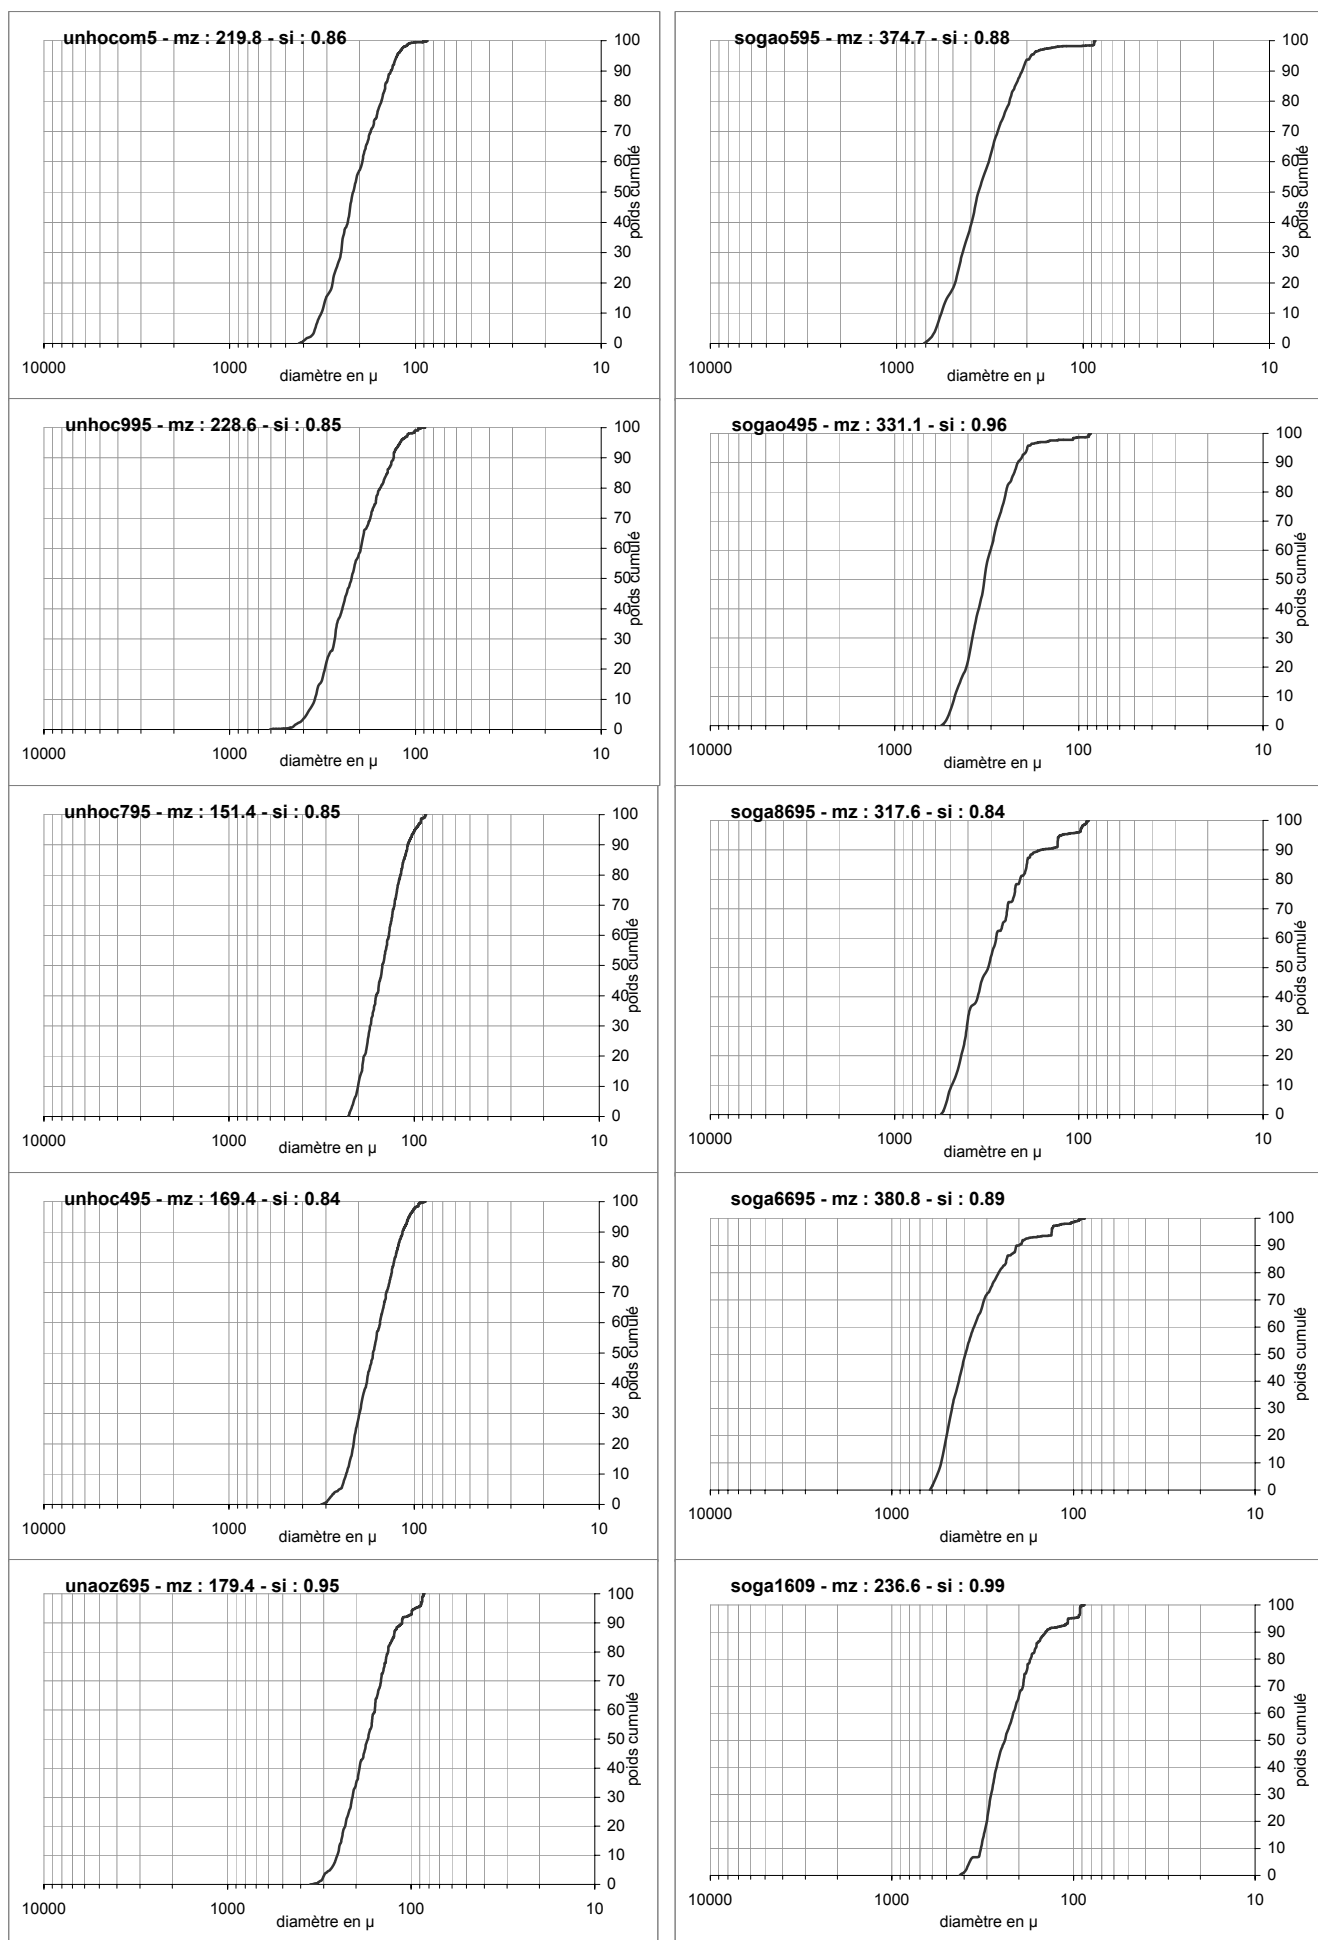 unhocom5 - mz : 219.8 - si : 0.86
100
90
80
70
60
50
40
30
20
10
0
poids cumulé
10000 1000 100 10
diamètre en µ
sogao595 - mz : 374.7 - si : 0.88
100
90
80
70
60
50
40
30
20
10
0
poids cumulé
10000 1000 100 10
diamètre en µ
unhoc995 - mz : 228.6 - si : 0.85
100
90
80
70
60
50
40
30
20
10
0
poids cumulé
10000 1000 100 10
diamètre en µ
sogao495 - mz : 331.1 - si : 0.96
100
90
80
70
60
50
40
30
20
10
0
poids cumulé
10000 1000 100 10
diamètre en µ
unhoc795 - mz : 151.4 - si : 0.85
100
90
80
70
60
50
40
30
20
10
0
poids cumulé
10000 1000 100 10
diamètre en µ
soga8695 - mz : 317.6 - si : 0.84
100
90
80
70
60
50
40
30
20
10
0
poids cumulé
10000 1000 100 10
diamètre en µ
unhoc495 - mz : 169.4 - si : 0.84
100
90
80
70
60
50
40
30
20
10
0
poids cumulé
10000 1000 100 10
diamètre en µ
soga6695 - mz : 380.8 - si : 0.89
100
90
80
70
60
50
40
30
20
10
0
poids cumulé
10000 1000 100 10
diamètre en µ
unaoz695 - mz : 179.4 - si : 0.95
100
90
80
70
60
50
40
30
20
10
0
poids cumulé
10000 1000 100 10
diamètre en µ
soga1609 - mz : 236.6 - si : 0.99
100
90
80
70
60
50
40
30
20
10
0
poids cumulé
10000 1000 100 10
diamètre en µ